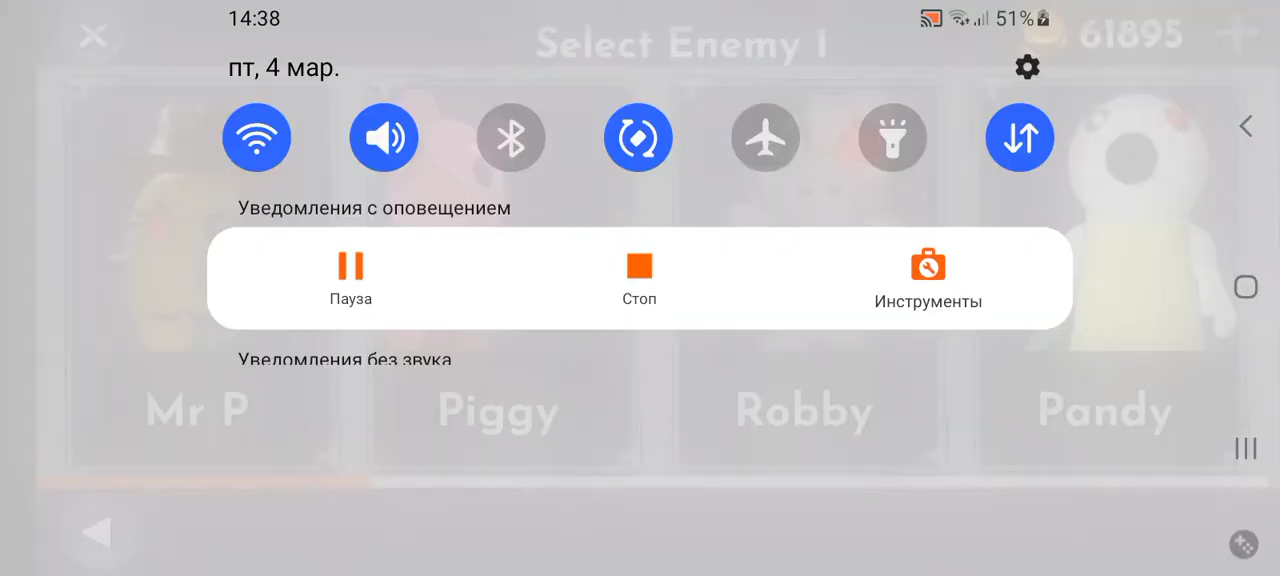 14:38
51%
Select Enemy 1
61895
пт, 4 мар.
Уведомления с оповещением
Пауза
Стоп
Инструменты
Уведомления без звука
Mr P
Piggy
Robby
Pandy